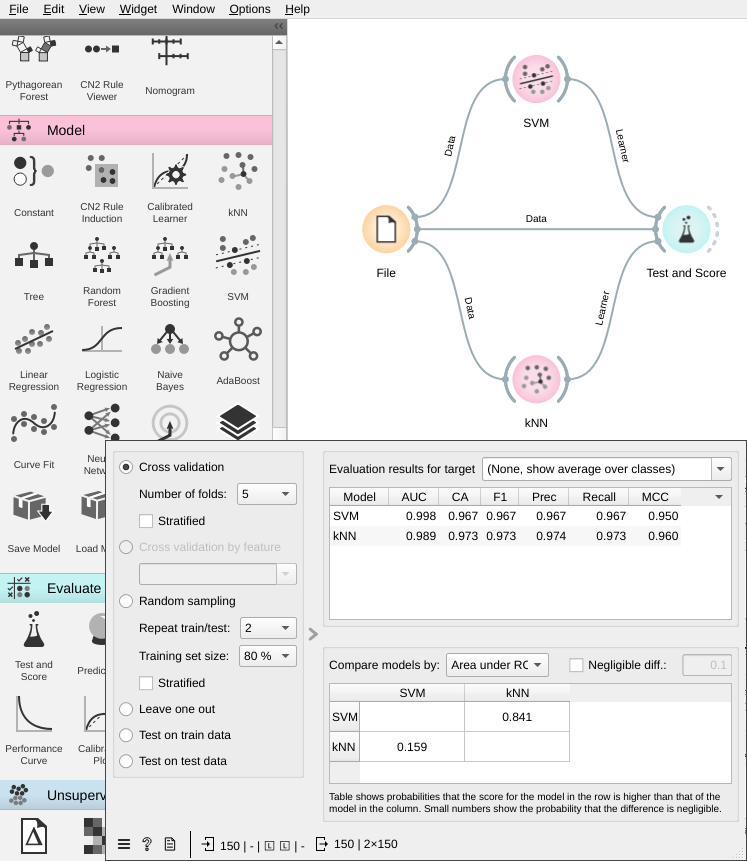 File Edit View Widget Window Options Help
Pythagorean Forest
CN2 Rule Viewer
Nomogram
Model
Constant
CN2 Rule Induction
Calibrated Learner
kNN
Tree
Random Forest
Gradient Boosting
SVM
Linear Regression
Logistic Regression
Naive Bayes
AdaBoost
Curve Fit
Save Model
Evaluate
Test and Score
Performance Curve
SVM
Data
Learner
Data
File
Test and Score
Data
Learner
kNN
Cross validation
Number of folds: 5
Stratified
Cross validation by feature
Random sampling
Repeat train/test: 2
Training set size: 80 %
Stratified
Leave one out
Test on train data
Test on test data
Evaluation results for target (None, show average over classes)
Model AUC CA F1 Prec Recall MCC
SVM 0.998 0.967 0.967 0.967 0.967 0.950
kNN 0.989 0.973 0.973 0.974 0.973 0.960
Compare models by: Area under RO Negligible diff.: 0.1
SVM kNN
SVM 0.841
kNN 0.159
Table shows probabilities that the score for the model in the row is higher than that of the
model in the column. Small numbers show the probability that the difference is negligible.
150 | - | - 150 | 2×150